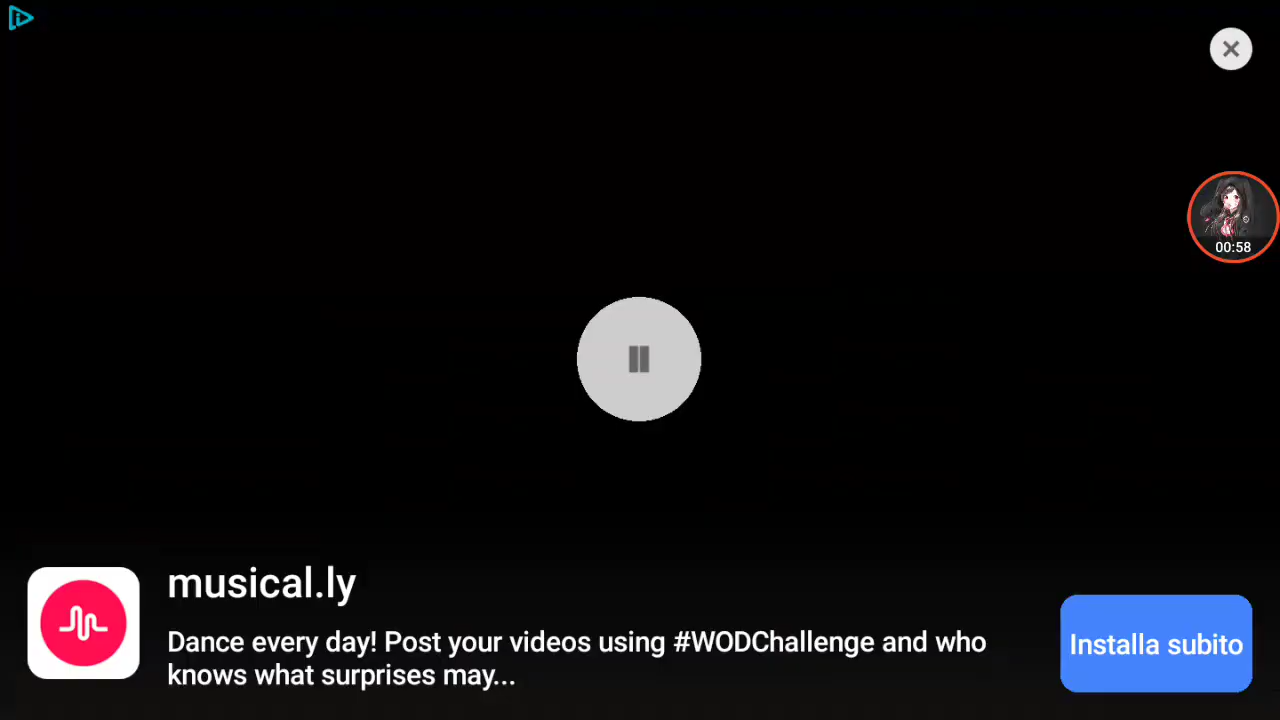 00:58
musical.ly
Dance every day! Post your videos using #WODChallenge and who
knows what surprises may...
Installa subito